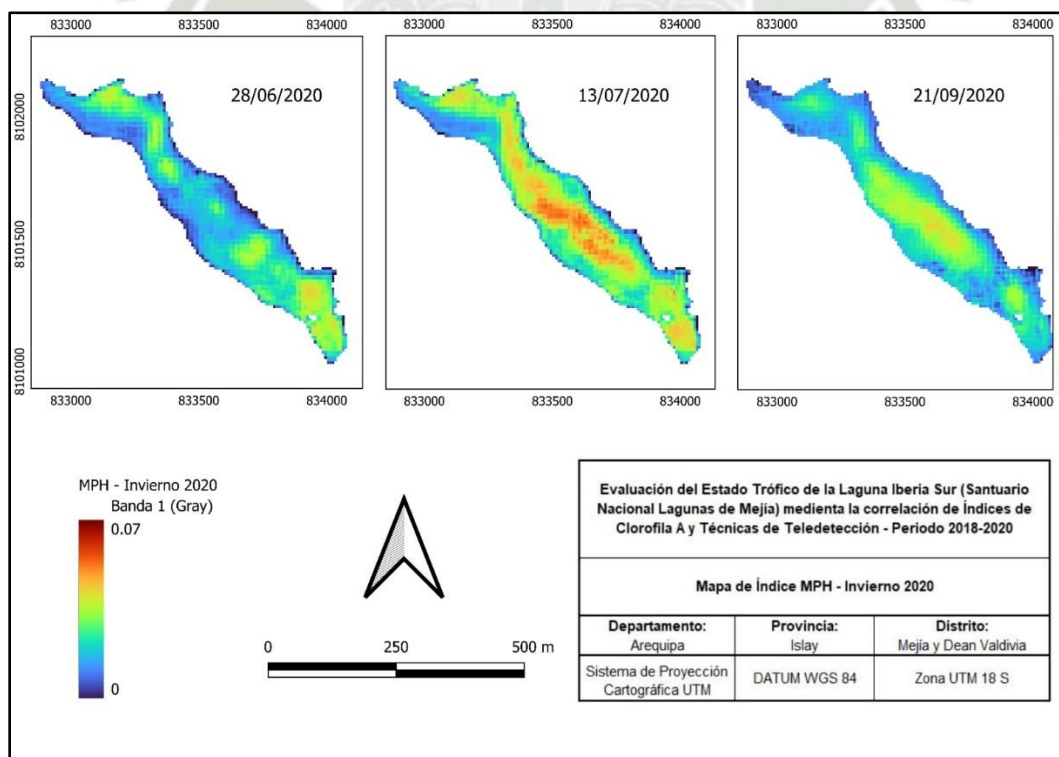 833000 833500 834000
833000 833500 834000
833000 833500 834000
28/06/2020
13/07/2020
21/09/2020
8102000
8101500
8101000
833000 833500 834000
833000 833500 834000
833000 833500 834000
MPH - Invierno 2020
Banda 1 (Gray)
0.07
0
0 250 500 m
Evaluación del Estado Trófico de la Laguna Iberia Sur (Santuario
Nacional Lagunas de Mejía) medienta la correlación de Índices de
Clorofila A y Técnicas de Teledetección - Periodo 2018-2020
Mapa de Índice MPH - Invierno 2020
Departamento:
Arequipa
Provincia:
Islay
Distrito:
Mejía y Dean Valdivia
Sistema de Proyección
Cartográfica UTM
DATUM WGS 84
Zona UTM 18 S